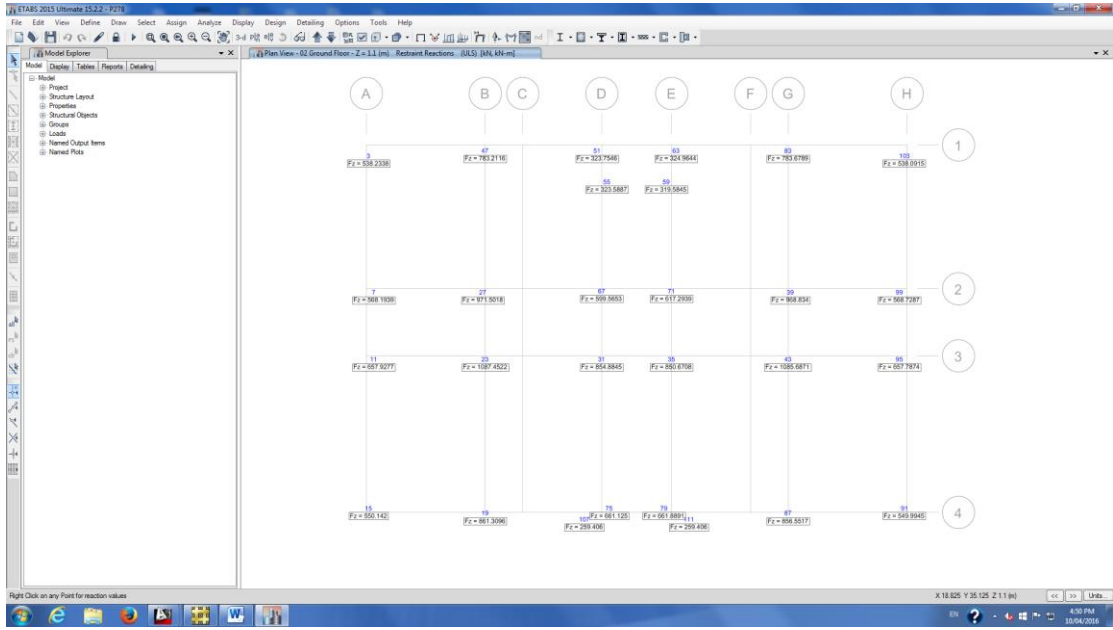 ETABS 2015 Ultimate 15.2.2 - P278
File Edit View Define Draw Select Assign Analyze Display Design Detailing Options Tools Help
Model Explorer
Plan View - 02 Ground Floor - Z = 1.1 (m) Restraint Reactions (ULS) [kN, kN-m]
Model Display Tables Reports Detailing
Model
Project
Structure Layout
Properties
Structural Objects
Groups
Loads
Named Output Items
Named Plots
A B C D E F G H
1
3 47 51 63 83 103
Fz = 538.2338 Fz = 783.2116 Fz = 323.7546 Fz = 324.9644 Fz = 783.6789 Fz = 538.0915
55 59
Fz = 323.5887 Fz = 319.5845
2
7 27 67 71 39 99
Fz = 568.1939 Fz = 971.5018 Fz = 599.5653 Fz = 617.2939 Fz = 968.834 Fz = 568.7287
3
11 23 31 35 43 95
Fz = 657.9277 Fz = 1087.4522 Fz = 854.8845 Fz = 850.6708 Fz = 1085.6871 Fz = 657.7874
4
15 19 75 79 87 91
Fz = 550.142 Fz = 861.3096 Fz = 661.125 Fz = 661.8891 Fz = 856.5517 Fz = 549.9945
107 111
Fz = 259.406 Fz = 259.406
Right Click on any Point for reaction values
X 18.825 Y 35.125 Z 1.1 (m)
Units...
EN
4:50 PM
10/04/2016